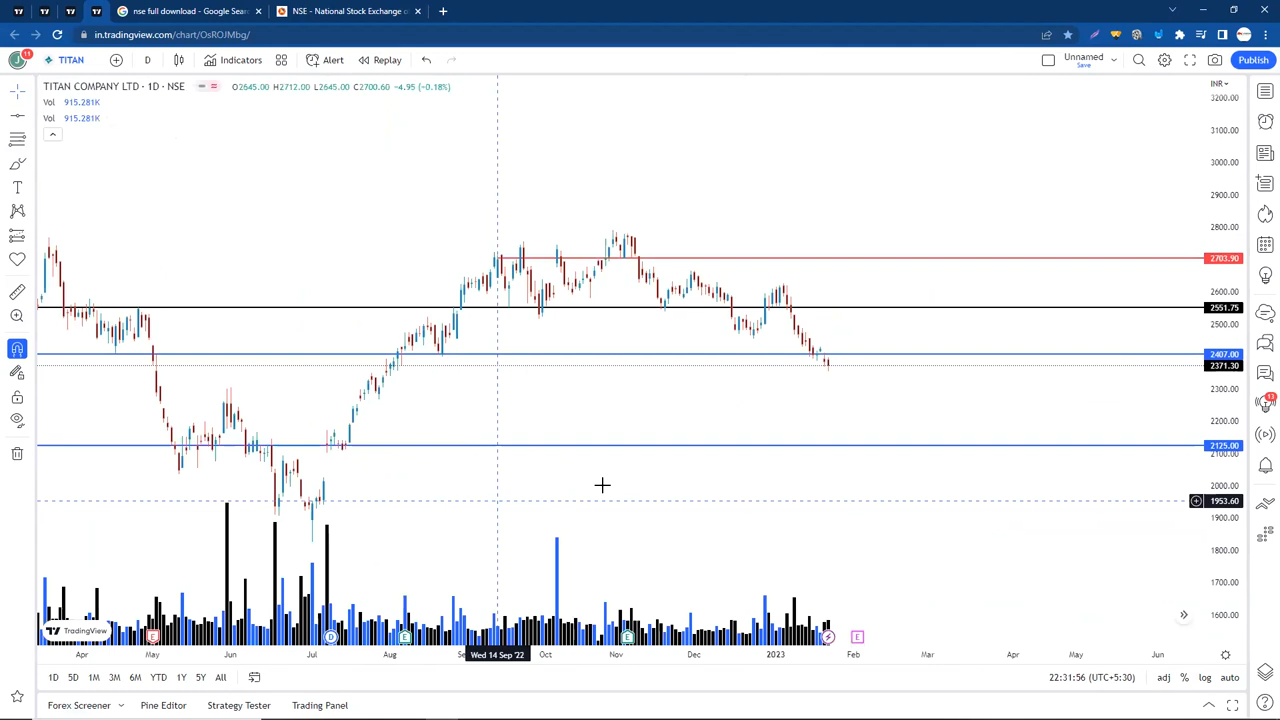 nse full download - Google Sear
NSE - National Stock Exchange o
in.tradingview.com/chart/OsROJMbg/
11
TITAN
D
Indicators
Alert
Replay
Unnamed
Save
Publish
TITAN COMPANY LTD · 1D · NSE
O2645.00 H2712.00 L2645.00 C2700.60 −4.95 (−0.18%)
INR
Vol 915.281K
Vol 915.281K
3200.00
3100.00
3000.00
2900.00
2800.00
2703.90
2600.00
2551.75
2500.00
2407.00
2371.30
2300.00
2200.00
2125.00
2100.00
2000.00
1953.60
1900.00
1800.00
1700.00
1600.00
13
TradingView
E
D
E
E
E
Apr May Jun Jul Aug Wed 14 Sep '22 Oct Nov Dec 2023 Feb Mar Apr May Jun
1D 5D 1M 3M 6M YTD 1Y 5Y All
22:31:56 (UTC+5:30)
adj % log auto
Forex Screener Pine Editor Strategy Tester Trading Panel